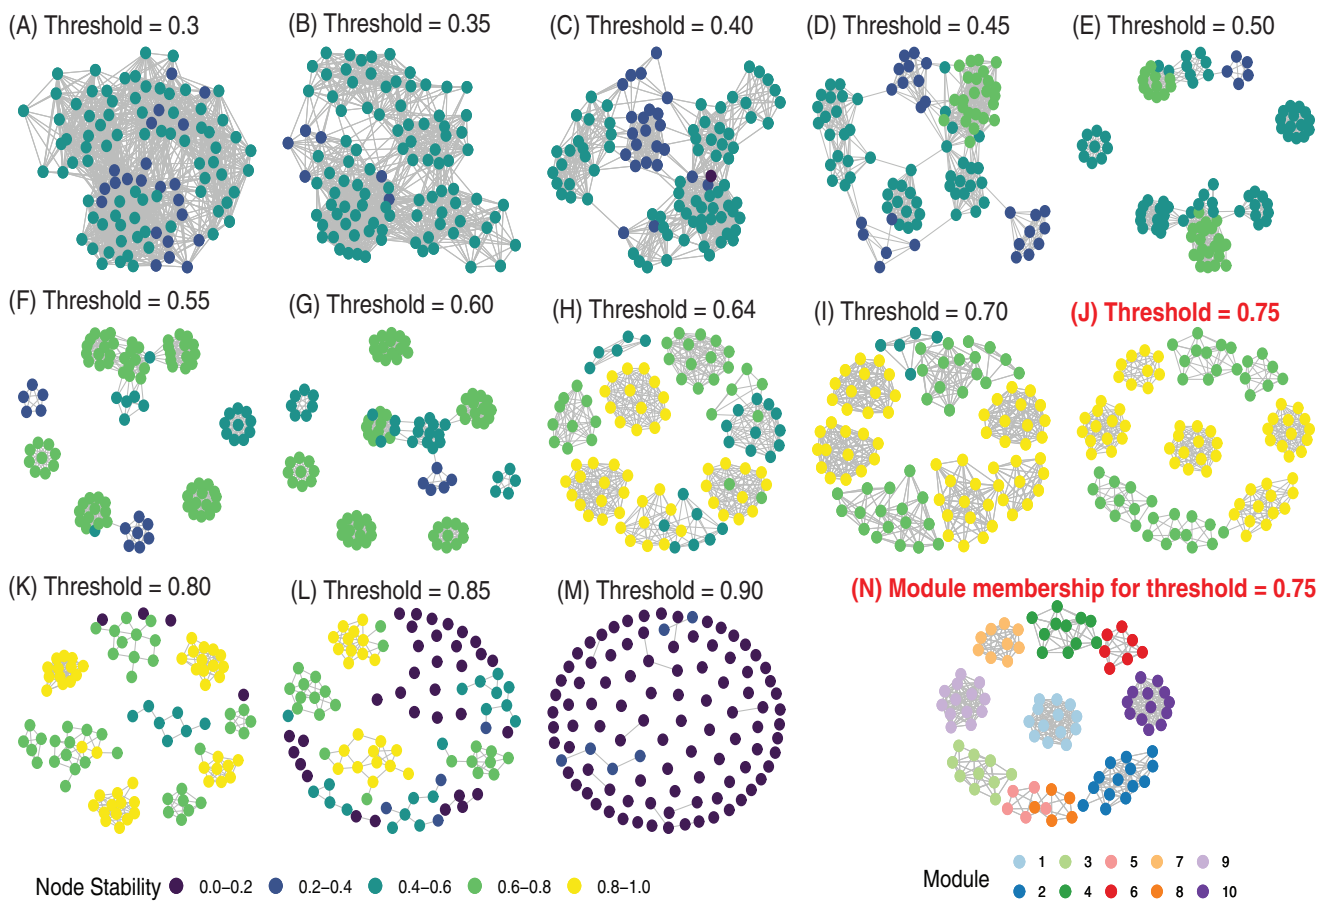 (A) Threshold = 0.3
(B) Threshold = 0.35
(C) Threshold = 0.40
(D) Threshold = 0.45
(E) Threshold = 0.50
(F) Threshold = 0.55
(G) Threshold = 0.60
(H) Threshold = 0.64
(I) Threshold = 0.70
(J) Threshold = 0.75
(K) Threshold = 0.80
(L) Threshold = 0.85
(M) Threshold = 0.90
(N) Module membership for threshold = 0.75
Node Stability 0.0–0.2 0.2–0.4 0.4–0.6 0.6–0.8 0.8–1.0
Module
1 3 5 7 9
2 4 6 8 10